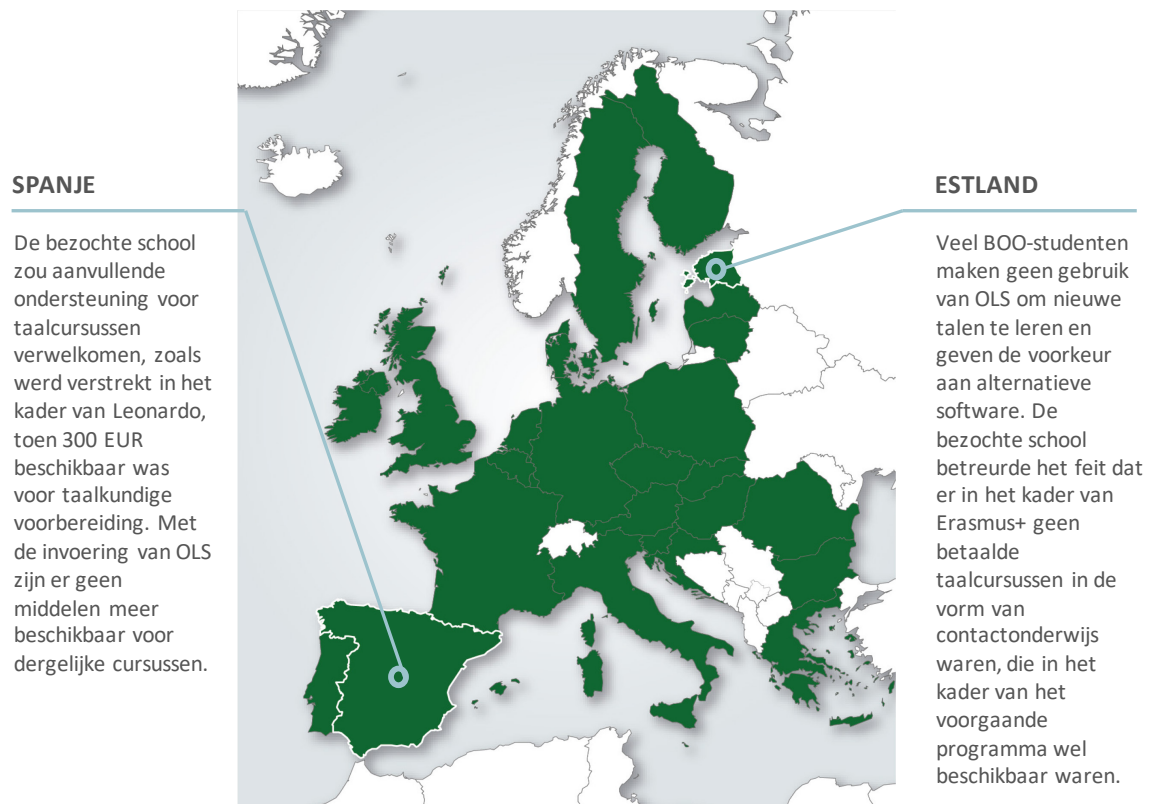 SPANJE
De bezochte school
zou aanvullende
ondersteuning voor
taalcursussen
verwelkomen, zoals
werd verstrekt in het
kader van Leonardo,
toen 300 EUR
beschikbaar was
voor taalkundige
voorbereiding. Met
de invoering van OLS
zijn er geen
middelen meer
beschikbaar voor
dergelijke cursussen.
ESTLAND
Veel BOO-studenten
maken geen gebruik
van OLS om nieuwe
talen te leren en
geven de voorkeur
aan alternatieve
software. De
bezochte school
betreurde het feit dat
er in het kader van
Erasmus+ geen
betaalde
taalcursussen in de
vorm van
contactonderwijs
waren, die in het
kader van het
voorgaande
programma wel
beschikbaar waren.